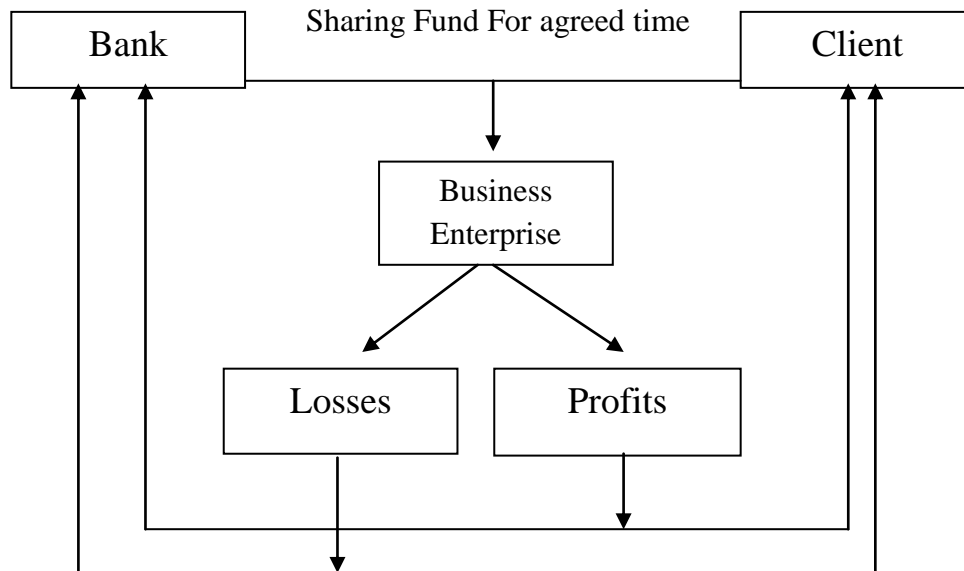 Sharing Fund For agreed time
Bank
Client
Business
Enterprise
Losses
Profits